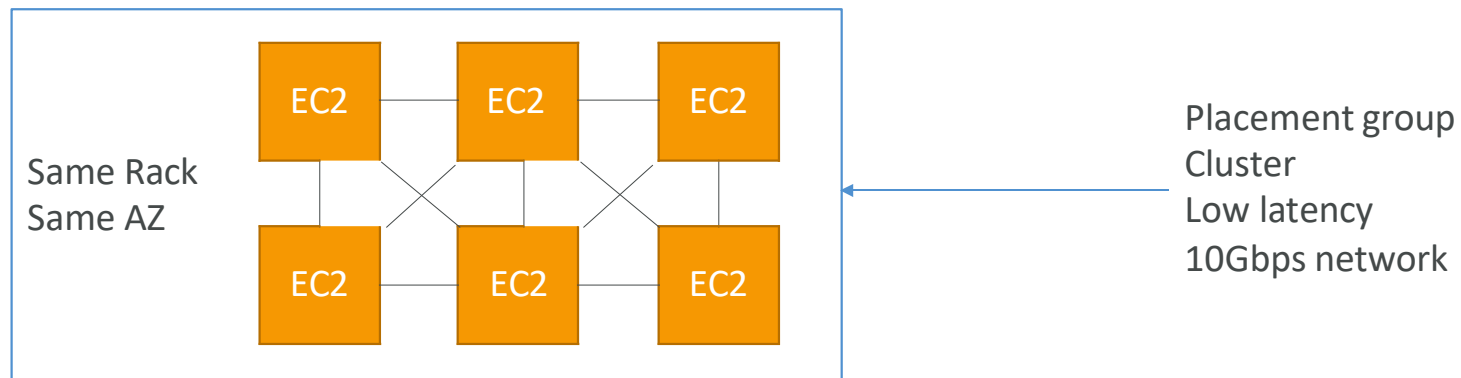 EC2 EC2 EC2
Same Rack
Same AZ
EC2 EC2 EC2
Placement group
Cluster
Low latency
10Gbps network